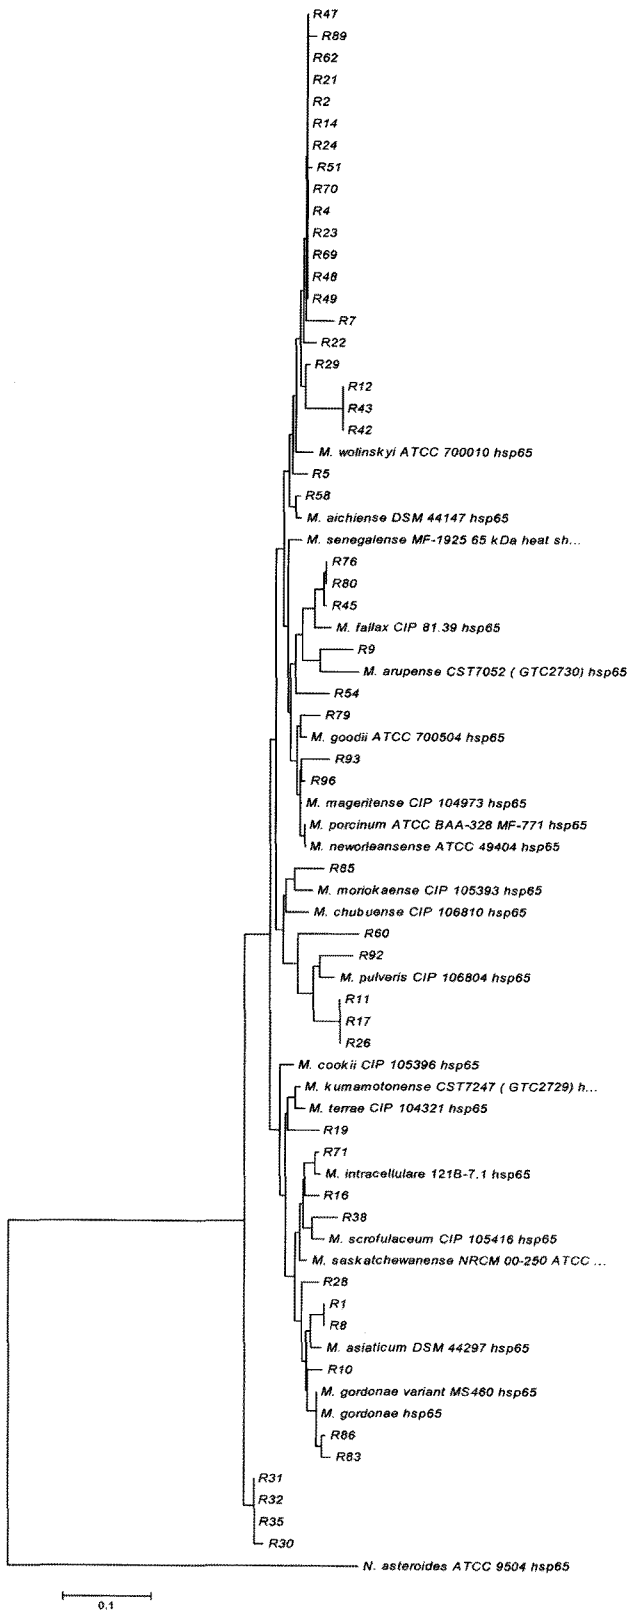 R47
R89
R62
R21
R2
R14
R24
R51
R70
R4
R23
R69
R48
R49
R7
R22
R29
R12
R43
R42
M. wolinskyi ATCC 700010 hsp65
R5
R58
M. aichiense DSM 44147 hsp65
M. senegalense MF-1925 65 kDa heat sh...
R76
R80
R45
M. fallax CIP 81.39 hsp65
R9
M. arupense CST7052 ( GTC2730) hsp65
R54
R79
M. goodii ATCC 700504 hsp65
R93
R96
M. mageritense CIP 104973 hsp65
M. porcinum ATCC BAA-328 MF-771 hsp65
M. neworleansense ATCC 49404 hsp65
R85
M. moriokaense CIP 105393 hsp65
M. chubuense CIP 106810 hsp65
R60
R92
M. pulveris CIP 106804 hsp65
R11
R17
R26
M. cookii CIP 105396 hsp65
M. kumamotonense CST7247 ( GTC2729) h...
M. terrae CIP 104321 hsp65
R19
R71
M. intracellulare 121B-7.1 hsp65
R16
R38
M. scrofulaceum CIP 105416 hsp65
M. saskatchewanense NRCM 00-250 ATCC ...
R28
R1
R8
M. asiaticum DSM 44297 hsp65
R10
M. gordonae variant MS460 hsp65
M. gordonae hsp65
R86
R83
R31
R32
R35
R30
N. asteroides ATCC 9504 hsp65
0.1